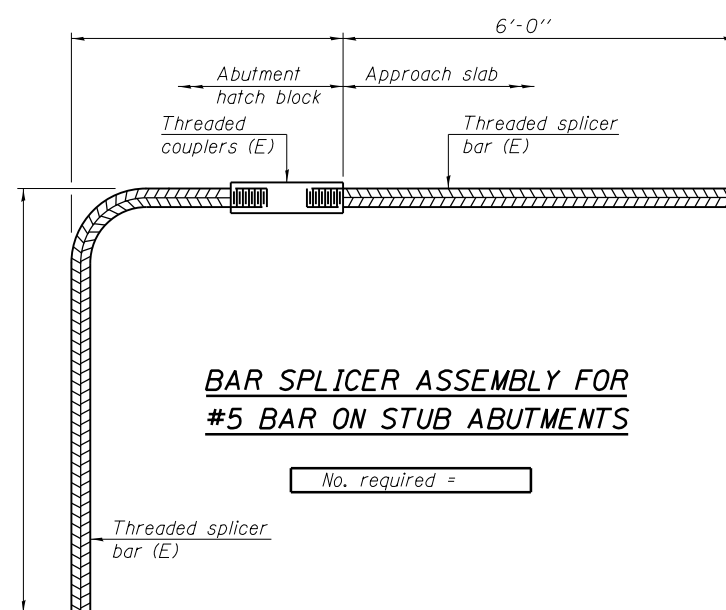 6'-0"
Abutment
hatch block
Approach slab
Threaded
couplers (E)
Threaded splicer
bar (E)
BAR SPLICER ASSEMBLY FOR
#5 BAR ON STUB ABUTMENTS
No. required =
Threaded splicer
bar (E)